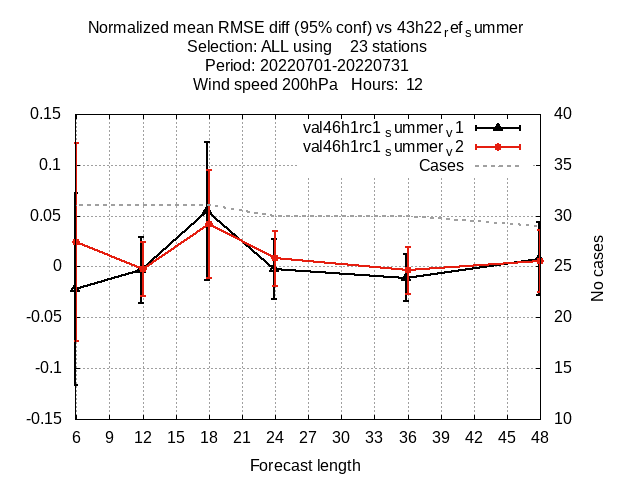 Normalized mean RMSE diff (95% conf) vs 43h22refsummer
Selection: ALL using 23 stations
Period: 20220701-20220731
Wind speed 200hPa Hours: 12
0.15 40
val46h1rc1summerv1
val46h1rc1summerv2
0.1 Cases 35
0.05 30
0 25
-0.05 20
-0.1 15
-0.15 10
No cases
6 9 12 15 18 21 24 27 30 33 36 39 42 45 48
Forecast length